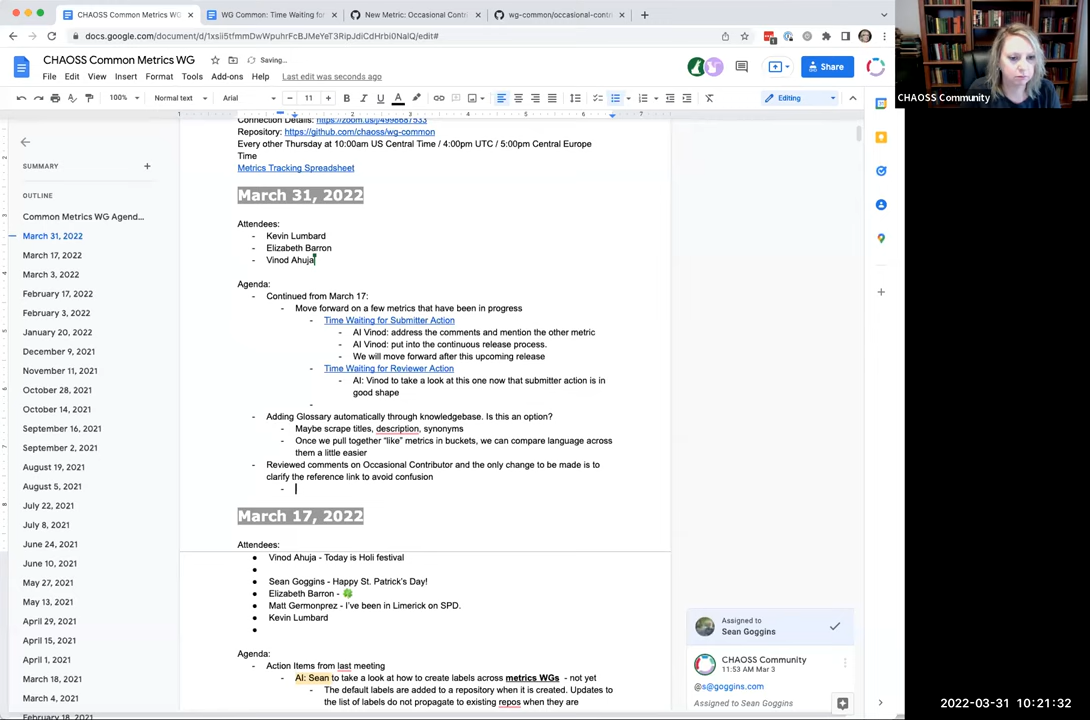 CHAOSS Common Metrics WG
WG Common: Time Waiting for
New Metric: Occasional Contri
wg-common/occasional-contri
docs.google.com/document/d/1xsii5tfmmDwWpuhrFcBJMeYeT3RipJdiCdHrbi0NalQ/edit#
CHAOSS Common Metrics WG
Saving...
File Edit View Insert Format Tools Add-ons Help Last edit was seconds ago
Share
100% Normal text Arial 11 Editing
CHAOSS Community
SUMMARY
OUTLINE
Common Metrics WG Agend...
March 31, 2022
March 17, 2022
March 3, 2022
February 17, 2022
February 3, 2022
January 20, 2022
December 9, 2021
November 11, 2021
October 28, 2021
October 14, 2021
September 16, 2021
September 2, 2021
August 19, 2021
August 5, 2021
July 22, 2021
July 8, 2021
June 24, 2021
June 10, 2021
May 27, 2021
May 13, 2021
April 29, 2021
April 15, 2021
April 1, 2021
March 18, 2021
March 4, 2021
February 18, 2021
Connection Details: https://zoom.us/j/4998687533
Repository: https://github.com/chaoss/wg-common
Every other Thursday at 10:00am US Central Time / 4:00pm UTC / 5:00pm Central Europe
Time
Metrics Tracking Spreadsheet
March 31, 2022
Attendees:
- Kevin Lumbard
- Elizabeth Barron
- Vinod Ahuja
Agenda:
- Continued from March 17:
- Move forward on a few metrics that have been in progress
- Time Waiting for Submitter Action
- AI Vinod: address the comments and mention the other metric
- AI Vinod: put into the continuous release process.
- We will move forward after this upcoming release
- Time Waiting for Reviewer Action
- AI: Vinod to take a look at this one now that submitter action is in
good shape
-
- Adding Glossary automatically through knowledgebase. Is this an option?
- Maybe scrape titles, description, synonyms
- Once we pull together “like” metrics in buckets, we can compare language across
them a little easier
- Reviewed comments on Occasional Contributor and the only change to be made is to
clarify the reference link to avoid confusion
-
March 17, 2022
Attendees:
● Vinod Ahuja - Today is Holi festival
●
● Sean Goggins - Happy St. Patrick's Day!
● Elizabeth Barron - 🍀
● Matt Germonprez - I've been in Limerick on SPD.
● Kevin Lumbard
●
Agenda:
- Action Items from last meeting
- AI: Sean to take a look at how to create labels across metrics WGs - not yet
- The default labels are added to a repository when it is created. Updates to
the list of labels do not propagate to existing repos when they are
Assigned to
Sean Goggins
CHAOSS Community
11:53 AM Mar 3
@s@goggins.com
Assigned to Sean Goggins
2022-03-31 10:21:32